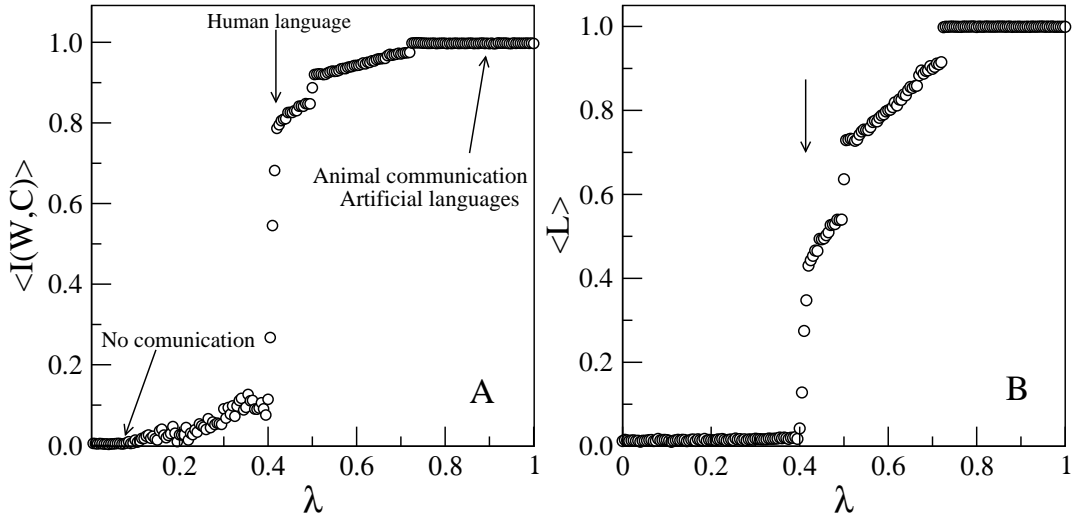 Human language
1.0
0.8
0.6
0.4
0.2
0.0
<I(W,C)>
Animal communication
Artificial languages
No comunication
A
0.2
0.4
0.6
0.8
1
λ
1.0
0.8
0.6
0.4
0.2
0.0
<L>
B
0
0.2
0.4
0.6
0.8
1
λ